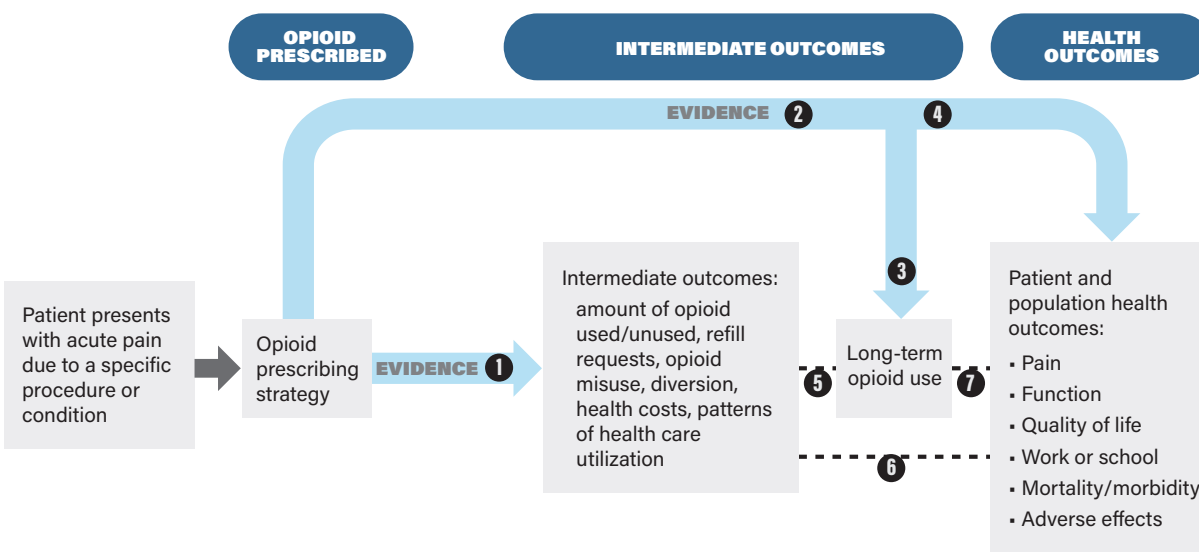 OPIOID
PRESCRIBED
INTERMEDIATE OUTCOMES
HEALTH
OUTCOMES
EVIDENCE 2
4
3
Patient presents
with acute pain
due to a specific
procedure or
condition
Opioid
prescribing
strategy
EVIDENCE 1
Intermediate outcomes:
amount of opioid
used/unused, refill
requests, opioid
misuse, diversion,
health costs, patterns
of health care
utilization
5
6
Long-term
opioid use
7
Patient and
population health
outcomes:
▪ Pain
▪ Function
▪ Quality of life
▪ Work or school
▪ Mortality/morbidity
▪ Adverse effects